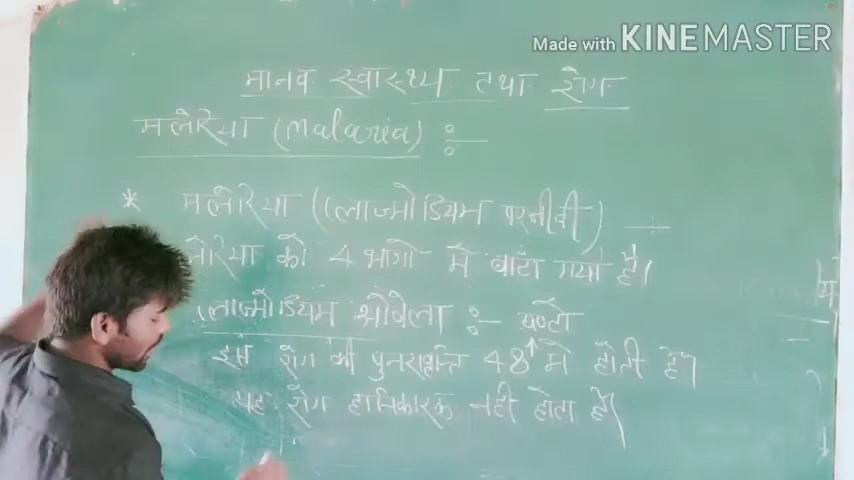 Made with KINEMASTER
मानव स्वास्थ्य तथा रोग
मलेरिया (Malaria) :-
* मलेरिया (प्लाज्मोडियम परजीवी) —
मलेरिया को 4 भागो में बाटा गया है।
प्लाज्मोडियम :- घण्टो
इस रोग की पुनरावृत्ति 48 ↑ मे होती है।
यह रोग हानिकारक नही होता है।